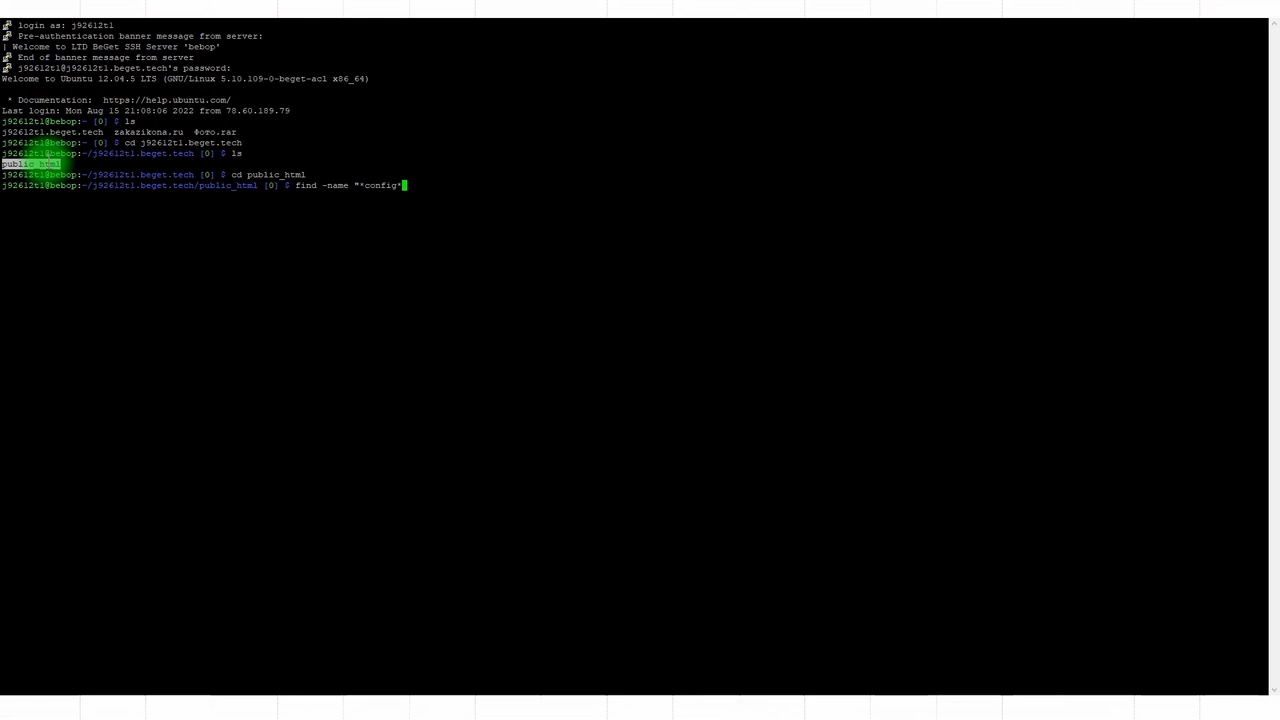 login as: j92612t1
Pre-authentication banner message from server:
| Welcome to LTD BeGet SSH Server 'bebop'
End of banner message from server
j92612t1@j92612t1.beget.tech's password:
Welcome to Ubuntu 12.04.5 LTS (GNU/Linux 5.10.109-0-beget-acl x86_64)
* Documentation:  https://help.ubuntu.com/
Last login: Mon Aug 15 21:08:06 2022 from 78.60.189.79
j92612t1@bebop:~ [0] $ ls
j92612t1.beget.tech  zakazikona.ru  Фото.rar
j92612t1@bebop:~ [0] $ cd j92612t1.beget.tech
j92612t1@bebop:~/j92612t1.beget.tech [0] $ ls
public_html
j92612t1@bebop:~/j92612t1.beget.tech [0] $ cd public_html
j92612t1@bebop:~/j92612t1.beget.tech/public_html [0] $ find -name "*config*